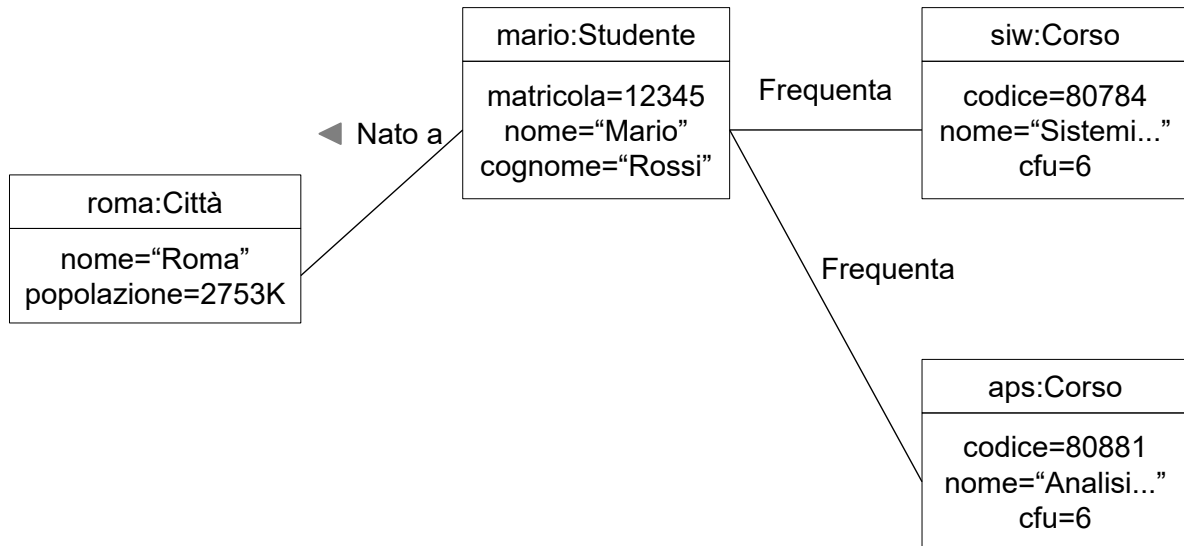 mario:Studente
matricola=12345
nome=“Mario”
cognome=“Rossi”
siw:Corso
codice=80784
nome=“Sistemi...”
cfu=6
Frequenta
Nato a
roma:Città
nome=“Roma”
popolazione=2753K
Frequenta
aps:Corso
codice=80881
nome=“Analisi...”
cfu=6